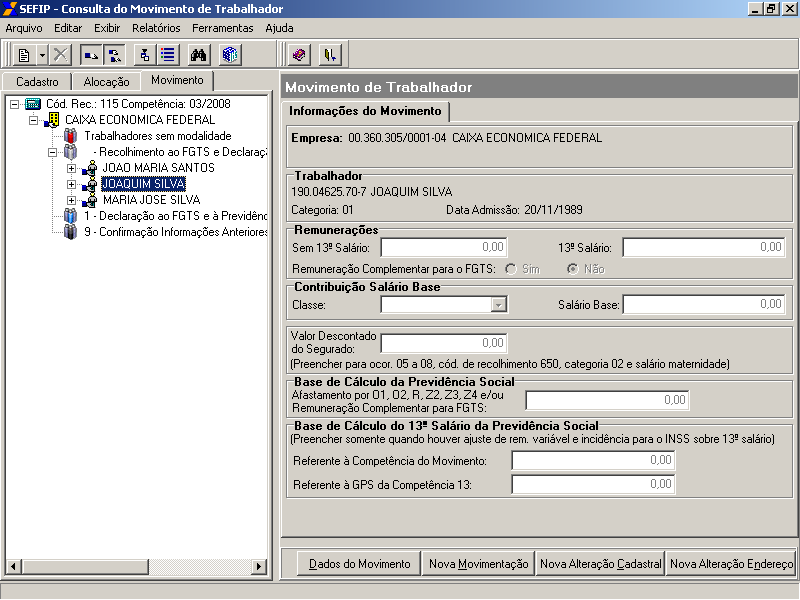 SEFIP - Consulta do Movimento de Trabalhador
Arquivo Editar Exibir Relatórios Ferramentas Ajuda
Cadastro Alocação Movimento
Cód. Rec.: 115 Competência: 03/2008
CAIXA ECONOMICA FEDERAL
Trabalhadores sem modalidade
- Recolhimento ao FGTS e Declaraç
JOAO MARIA SANTOS
JOAQUIM SILVA
MARIA JOSE SILVA
1 - Declaração ao FGTS e à Previdênc
9 - Confirmação Informações Anteriores
Movimento de Trabalhador
Informações do Movimento
Empresa: 00.360.305/0001-04 CAIXA ECONOMICA FEDERAL
Trabalhador
190.04625.70-7 JOAQUIM SILVA
Categoria: 01 Data Admissão: 20/11/1989
Remunerações
Sem 13º Salário: 0,00 13º Salário: 0,00
Remuneração Complementar para o FGTS: Sim Não
Contribuição Salário Base
Classe: Salário Base: 0,00
Valor Descontado
do Segurado: 0,00
(Preencher para ocor. 05 a 08, cód. de recolhimento 650, categoria 02 e salário maternidade)
Base de Cálculo da Previdência Social
Afastamento por O1, O2, R, Z2, Z3, Z4 e/ou
Remuneração Complementar para FGTS: 0,00
Base de Cálculo do 13º Salário da Previdência Social
(Preencher somente quando houver ajuste de rem. variável e incidência para o INSS sobre 13º salário)
Referente à Competência do Movimento: 0,00
Referente à GPS da Competência 13: 0,00
Dados do Movimento Nova Movimentação Nova Alteração Cadastral Nova Alteração Endereço